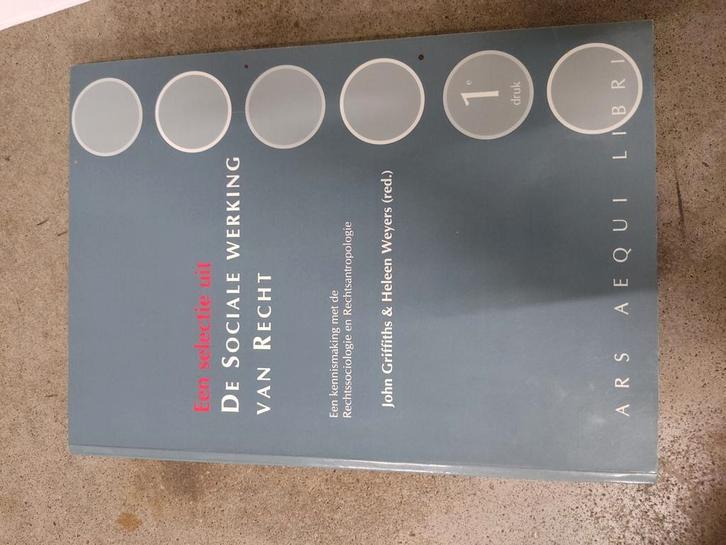 Een selectie uit
DE SOCIALE WERKING
VAN RECHT
Een kennismaking met de
Rechtssociologie en Rechtsantropologie
John Griffiths & Heleen Weyers (red.)
1e
druk
ARS AEQUI LIBRI